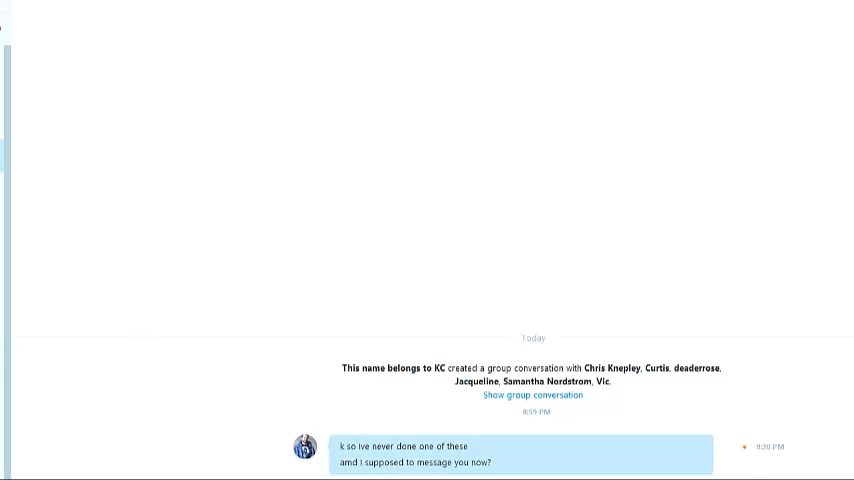 Today
This name belongs to KC created a group conversation with Chris Knepley, Curtis, deaderrose,
Jacqueline, Samantha Nordstrom, Vic.
Show group conversation
8:59 PM
k so ive never done one of these
9:20 PM
amd i supposed to message you now?